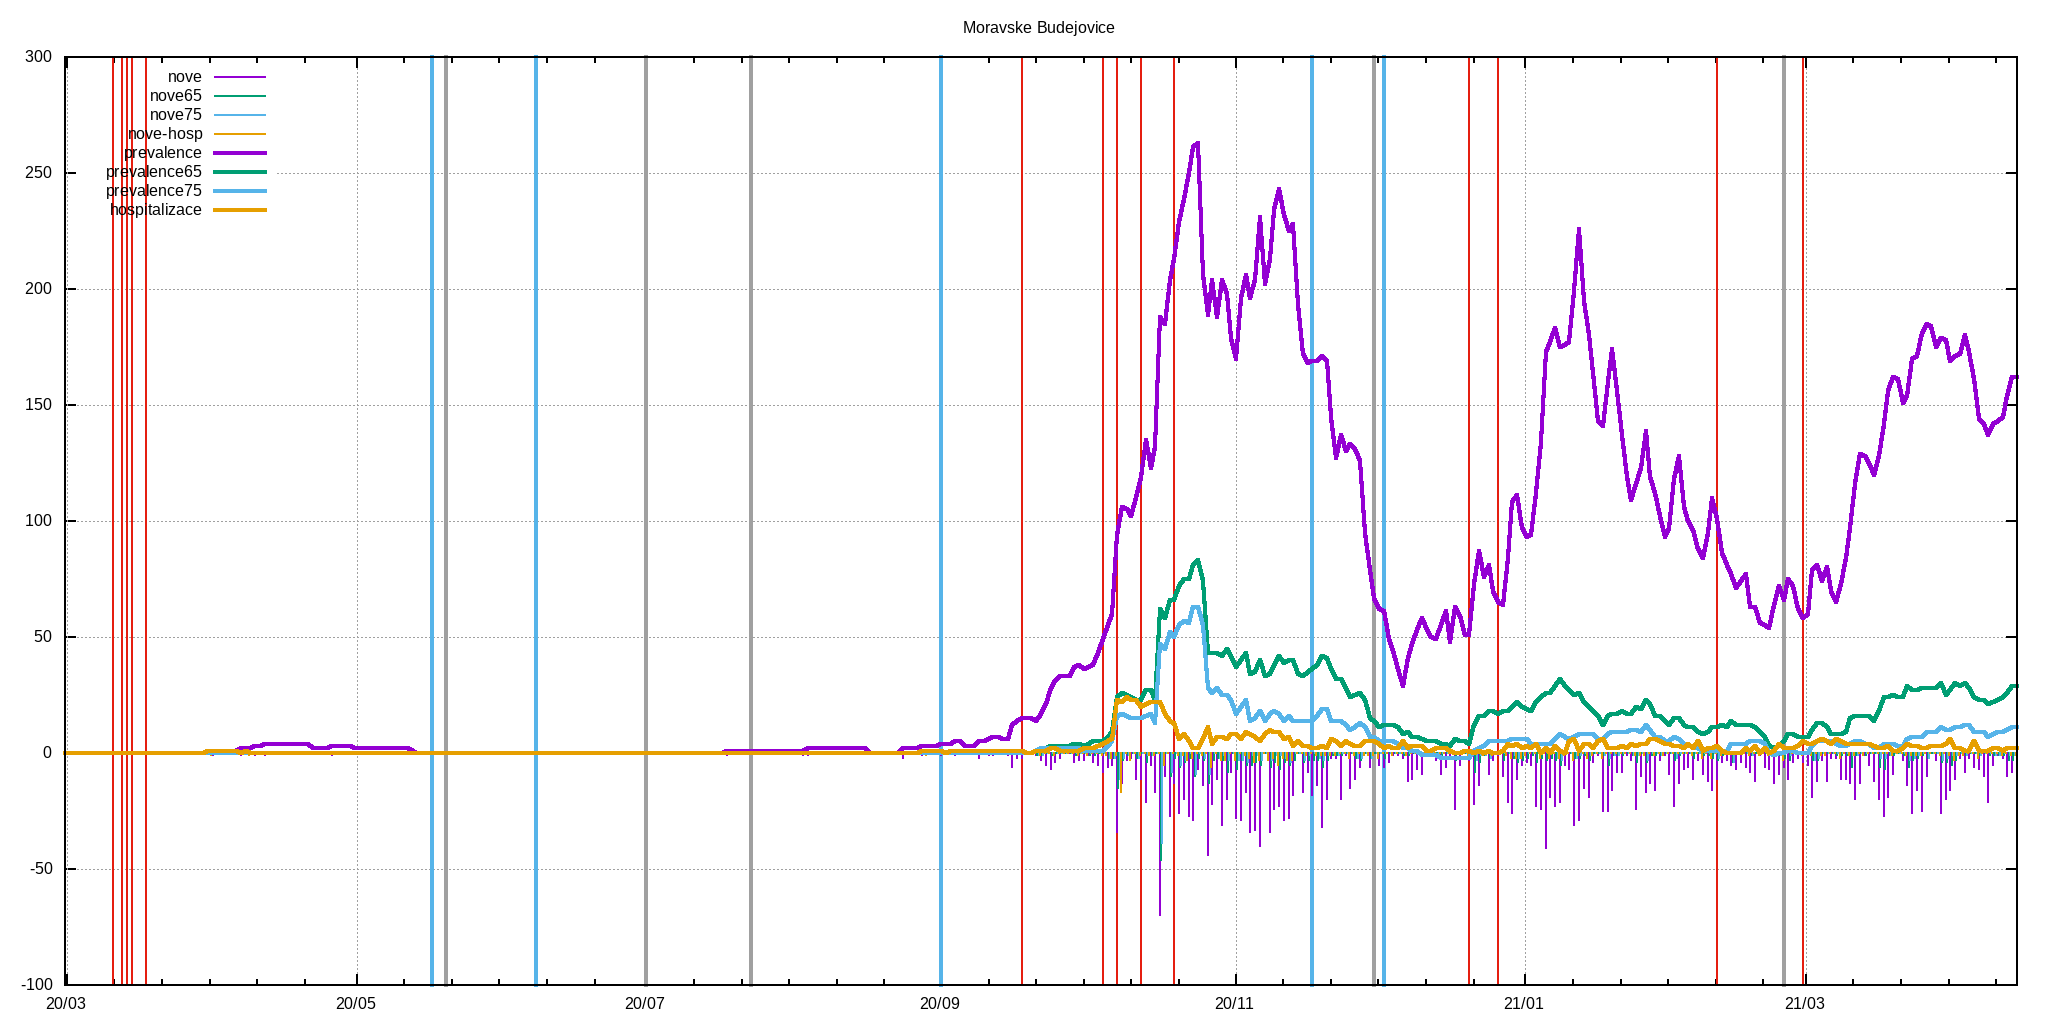 Moravske Budejovice
300
250
200
150
100
50
0
-50
-100
nove
nove65
nove75
nove-hosp
prevalence
prevalence65
prevalence75
hospitalizace
20/03 20/05 20/07 20/09 20/11 21/01 21/03